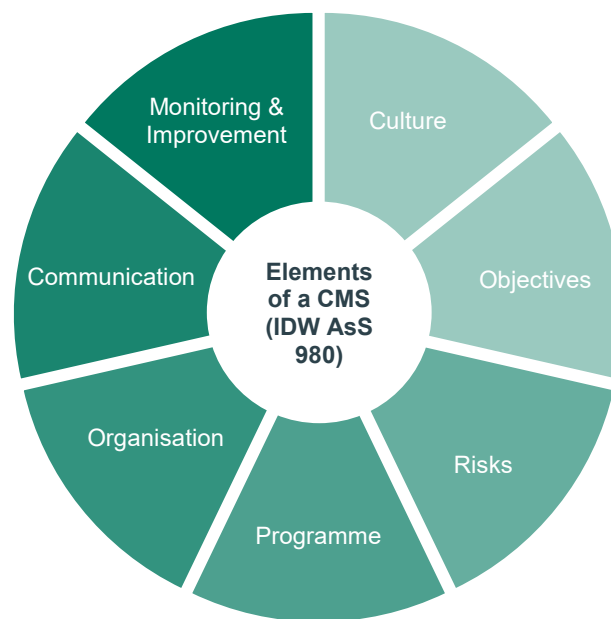 Monitoring &
Improvement
Culture
Communication
Elements
of a CMS
(IDW AsS
980)
Objectives
Organisation
Risks
Programme